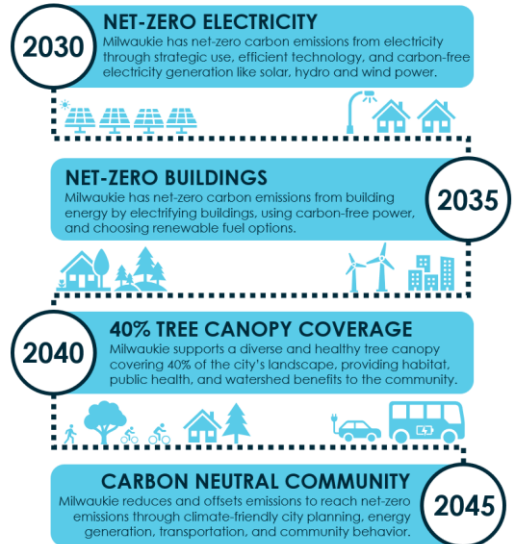 2030
NET-ZERO ELECTRICITY
Milwaukie has net-zero carbon emissions from electricity
through strategic use, efficient technology, and carbon-free
electricity generation like solar, hydro and wind power.
NET-ZERO BUILDINGS
Milwaukie has net-zero carbon emissions from building
energy by electrifying buildings, using carbon-free power,
and choosing renewable fuel options.
2035
2040
40% TREE CANOPY COVERAGE
Milwaukie supports a diverse and healthy tree canopy
covering 40% of the city's landscape, providing habitat,
public health, and watershed benefits to the community.
CARBON NEUTRAL COMMUNITY
Milwaukie reduces and offsets emissions to reach net-zero
emissions through climate-friendly city planning, energy
generation, transportation, and community behavior.
2045